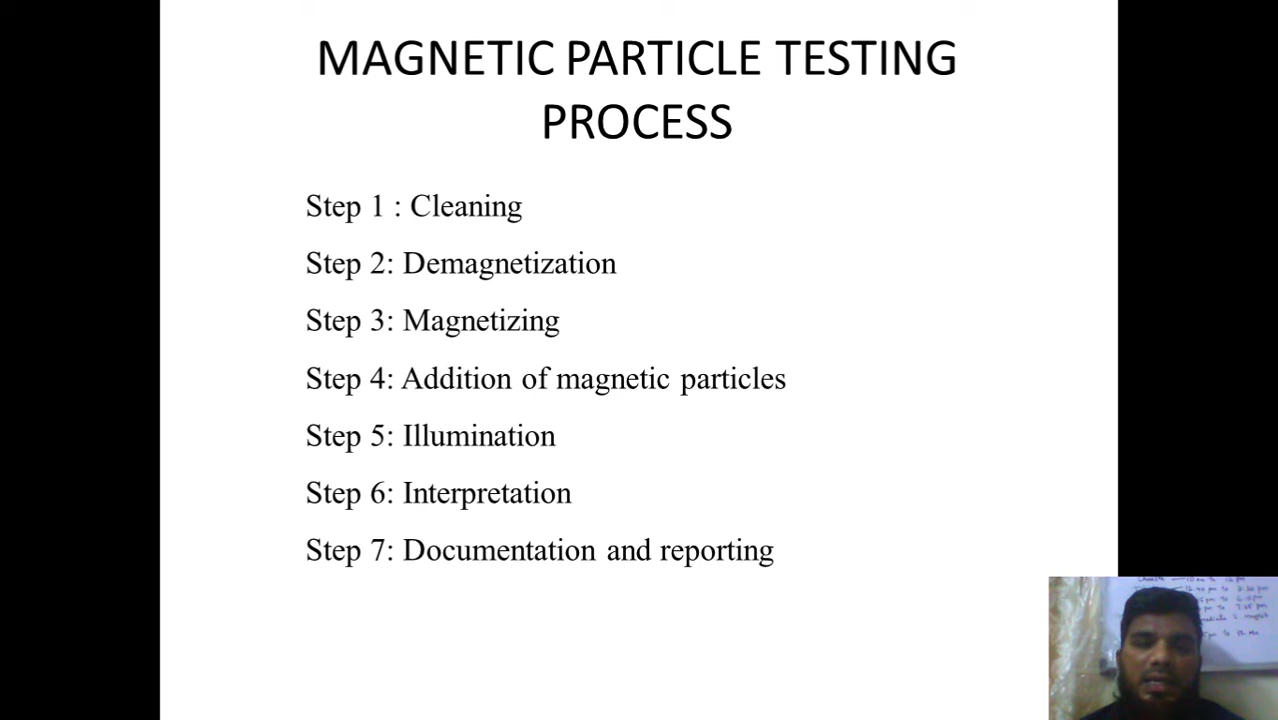 MAGNETIC PARTICLE TESTING
PROCESS
Step 1 : Cleaning
Step 2: Demagnetization
Step 3: Magnetizing
Step 4: Addition of magnetic particles
Step 5: Illumination
Step 6: Interpretation
Step 7: Documentation and reporting